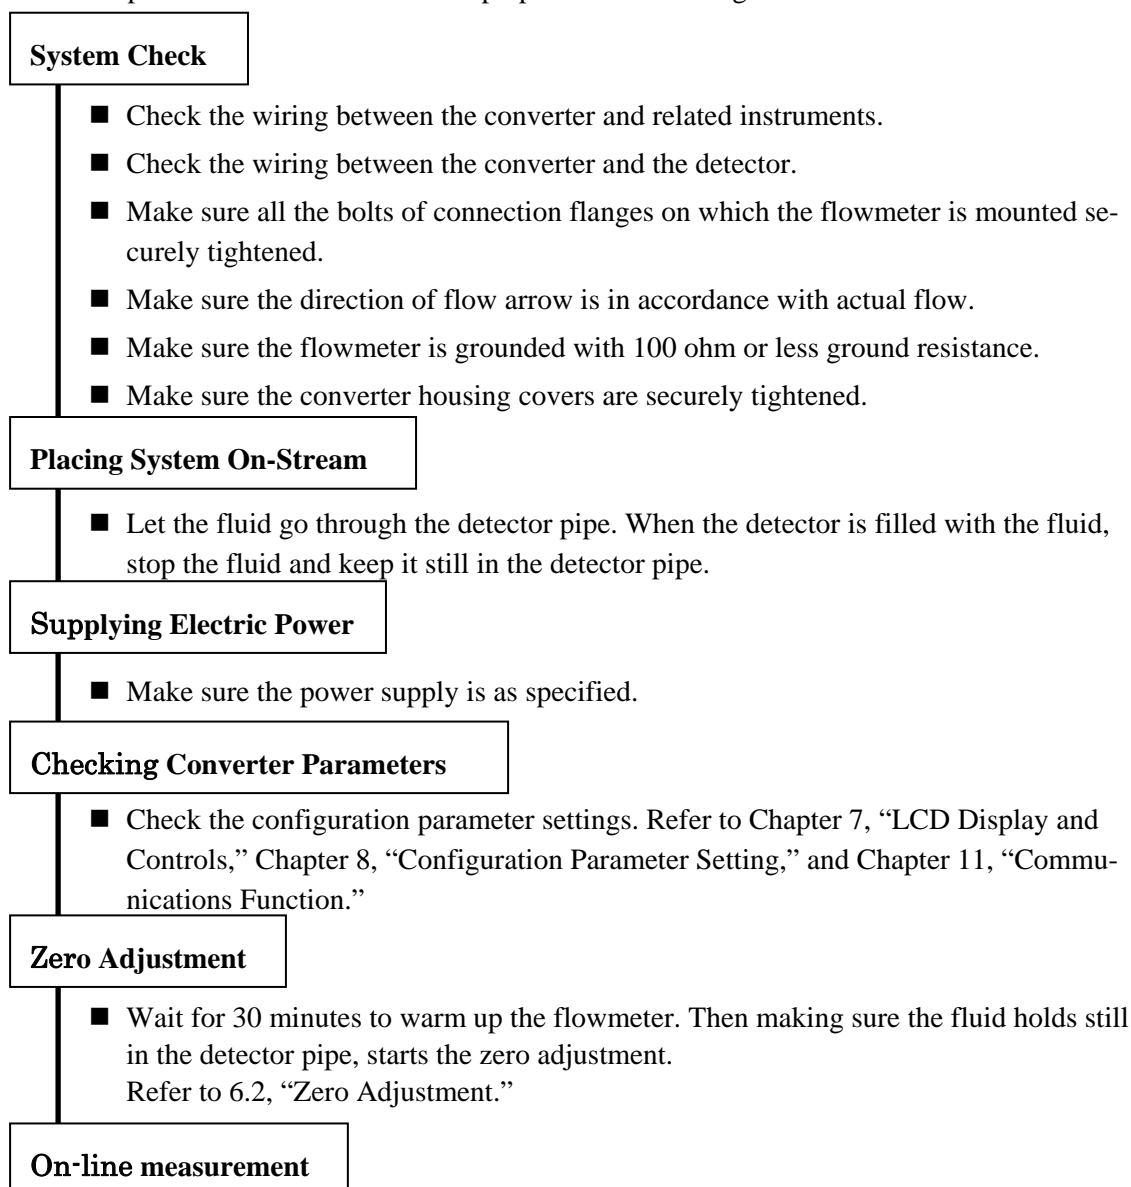 System Check
■ Check the wiring between the converter and related instruments.
■ Check the wiring between the converter and the detector.
■ Make sure all the bolts of connection flanges on which the flowmeter is mounted se-
curely tightened.
■ Make sure the direction of flow arrow is in accordance with actual flow.
■ Make sure the flowmeter is grounded with 100 ohm or less ground resistance.
■ Make sure the converter housing covers are securely tightened.
Placing System On-Stream
■ Let the fluid go through the detector pipe. When the detector is filled with the fluid,
stop the fluid and keep it still in the detector pipe.
Supplying Electric Power
■ Make sure the power supply is as specified.
Checking Converter Parameters
■ Check the configuration parameter settings. Refer to Chapter 7, “LCD Display and
Controls,” Chapter 8, “Configuration Parameter Setting,” and Chapter 11, “Commu-
nications Function.”
Zero Adjustment
■ Wait for 30 minutes to warm up the flowmeter. Then making sure the fluid holds still
in the detector pipe, starts the zero adjustment.
Refer to 6.2, “Zero Adjustment.”
On-line measurement